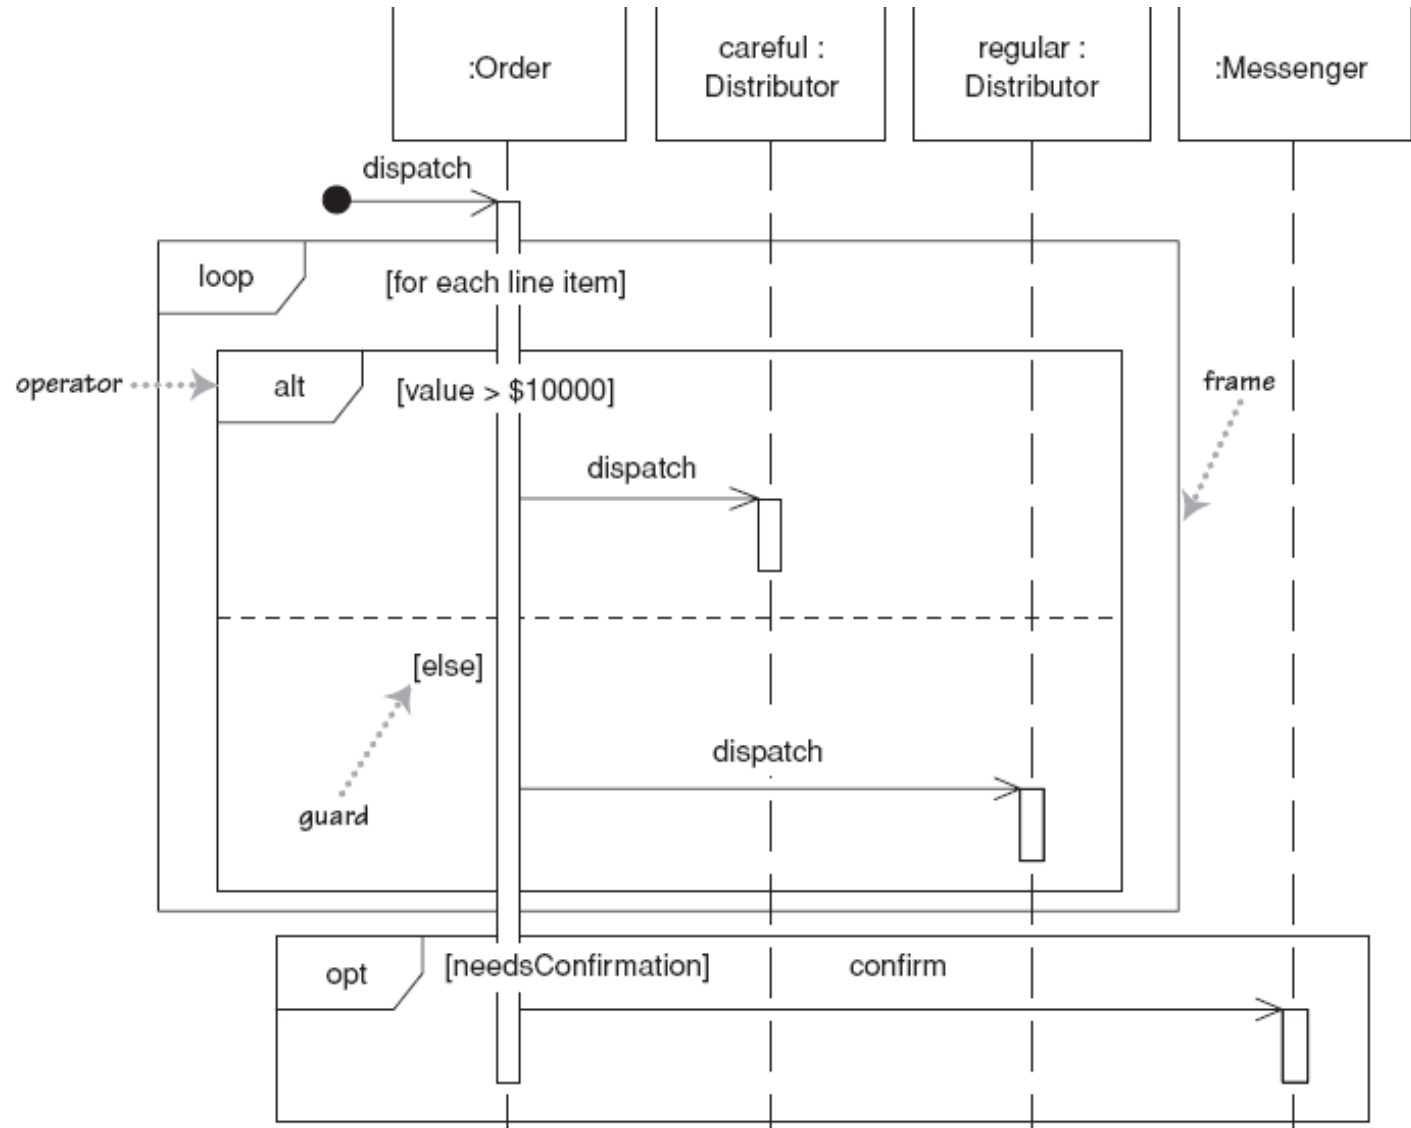 :Order
careful :
Distributor
regular :
Distributor
:Messenger
dispatch
loop
[for each line item]
operator
alt
[value > $10000]
frame
dispatch
[else]
dispatch
guard
opt
[needsConfirmation]
confirm